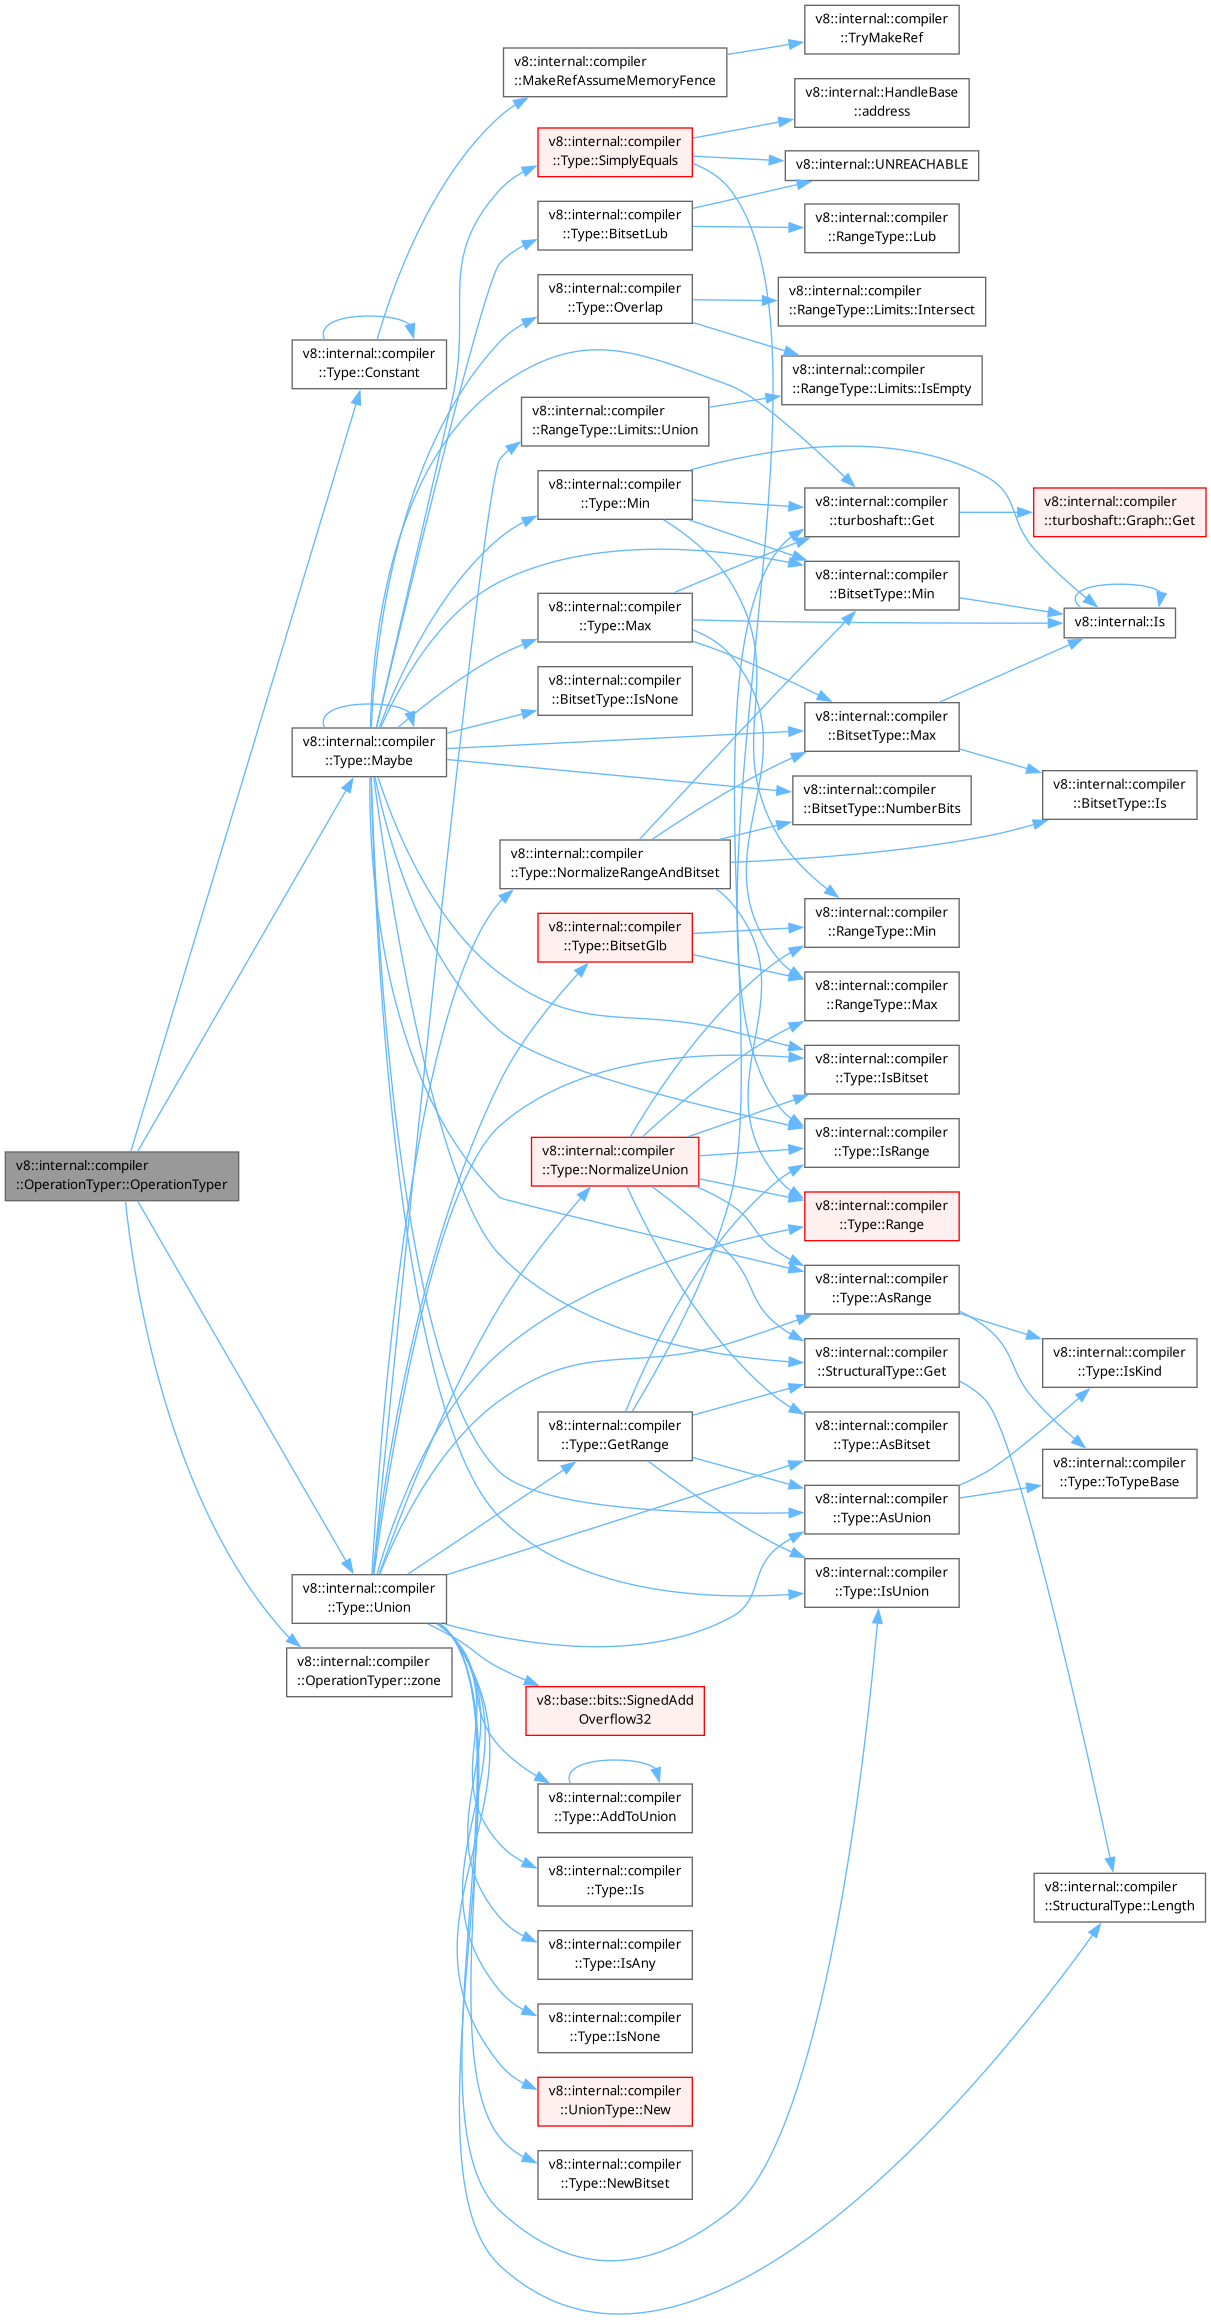 v8::internal::compiler
::TryMakeRef
v8::internal::compiler
::MakeRefAssumeMemoryFence
v8::internal::HandleBase
::address
v8::internal::compiler
::Type::SimplyEquals
v8::internal::UNREACHABLE
v8::internal::compiler
::Type::BitsetLub
v8::internal::compiler
::RangeType::Lub
v8::internal::compiler
::Type::Overlap
v8::internal::compiler
::RangeType::Limits::Intersect
v8::internal::compiler
::Type::Constant
v8::internal::compiler
::RangeType::Limits::IsEmpty
v8::internal::compiler
::RangeType::Limits::Union
v8::internal::compiler
::Type::Min
v8::internal::compiler
::turboshaft::Get
v8::internal::compiler
::turboshaft::Graph::Get
v8::internal::compiler
::BitsetType::Min
v8::internal::compiler
::Type::Max
v8::internal::Is
v8::internal::compiler
::BitsetType::IsNone
v8::internal::compiler
::BitsetType::Max
v8::internal::compiler
::Type::Maybe
v8::internal::compiler
::BitsetType::Is
v8::internal::compiler
::BitsetType::NumberBits
v8::internal::compiler
::Type::NormalizeRangeAndBitset
v8::internal::compiler
::RangeType::Min
v8::internal::compiler
::Type::BitsetGlb
v8::internal::compiler
::RangeType::Max
v8::internal::compiler
::Type::IsBitset
v8::internal::compiler
::Type::IsRange
v8::internal::compiler
::Type::NormalizeUnion
v8::internal::compiler
::OperationTyper::OperationTyper
v8::internal::compiler
::Type::Range
v8::internal::compiler
::Type::AsRange
v8::internal::compiler
::StructuralType::Get
v8::internal::compiler
::Type::IsKind
v8::internal::compiler
::Type::GetRange
v8::internal::compiler
::Type::AsBitset
v8::internal::compiler
::Type::ToTypeBase
v8::internal::compiler
::Type::AsUnion
v8::internal::compiler
::Type::IsUnion
v8::internal::compiler
::Type::Union
v8::internal::compiler
::OperationTyper::zone
v8::base::bits::SignedAdd
Overflow32
v8::internal::compiler
::Type::AddToUnion
v8::internal::compiler
::Type::Is
v8::internal::compiler
::StructuralType::Length
v8::internal::compiler
::Type::IsAny
v8::internal::compiler
::Type::IsNone
v8::internal::compiler
::UnionType::New
v8::internal::compiler
::Type::NewBitset